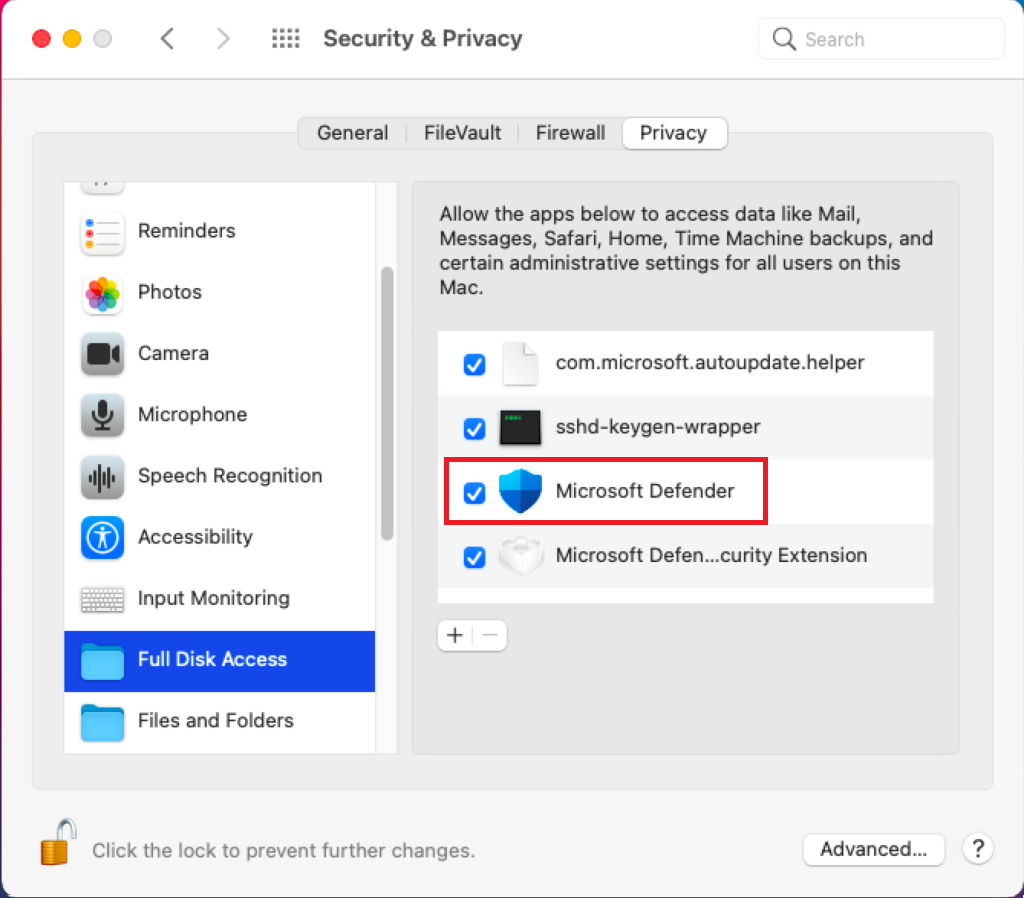 Security & Privacy
Search
General
FileVault
Firewall
Privacy
Reminders
Photos
Camera
Microphone
Speech Recognition
Accessibility
Input Monitoring
Full Disk Access
Files and Folders
Allow the apps below to access data like Mail,
Messages, Safari, Home, Time Machine backups, and
certain administrative settings for all users on this
Mac.
com.microsoft.autoupdate.helper
sshd-keygen-wrapper
Microsoft Defender
Microsoft Defen...curity Extension
+
−
Click the lock to prevent further changes.
Advanced...
?